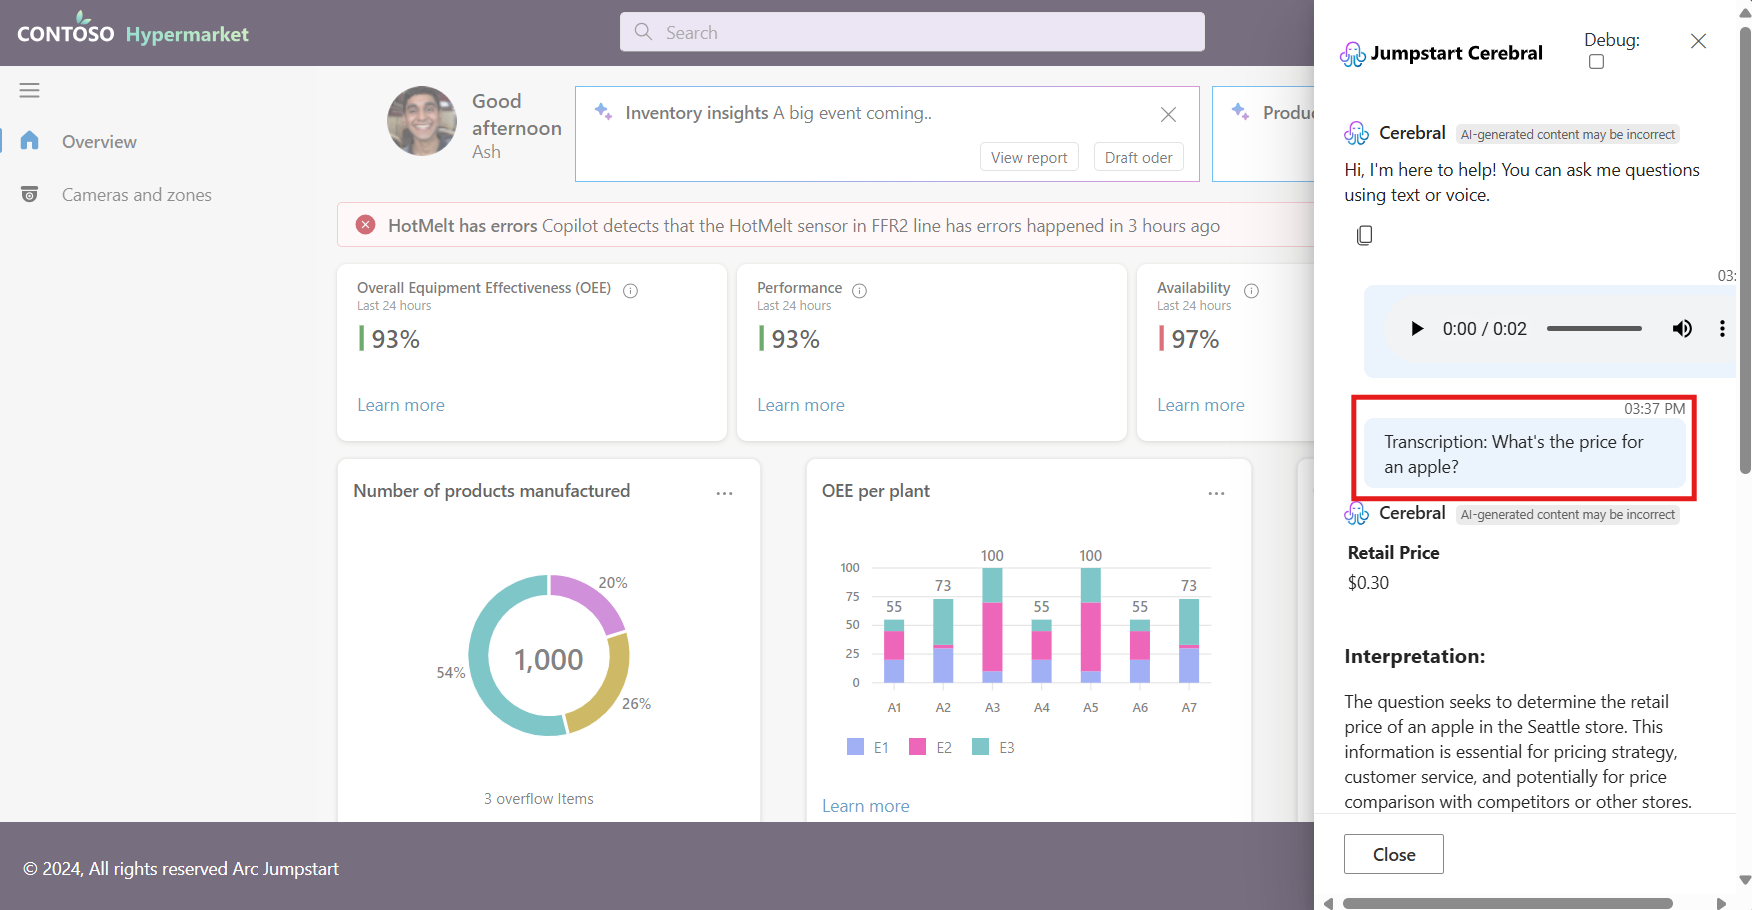 CONTOSO Hypermarket
Search
Overview
Cameras and zones
Good
afternoon
Ash
Inventory insights A big event coming..
View report
Draft oder
HotMelt has errors Copilot detects that the HotMelt sensor in FFR2 line has errors happened in 3 hours ago
Overall Equipment Effectiveness (OEE)
Last 24 hours
93%
Learn more
Performance
Last 24 hours
93%
Learn more
Availability
Last 24 hours
97%
Learn more
Number of products manufactured
20%
1,000
54%
26%
3 overflow Items
OEE per plant
100
75
50
25
0
55
73
100
55
100
55
73
A1 A2 A3 A4 A5 A6 A7
E1 E2 E3
Learn more
© 2024, All rights reserved Arc Jumpstart
Jumpstart Cerebral
Debug:
Cerebral AI-generated content may be incorrect
Hi, I'm here to help! You can ask me questions
using text or voice.
0:00 / 0:02
03:37 PM
Transcription: What's the price for
an apple?
Cerebral AI-generated content may be incorrect
Retail Price
$0.30
Interpretation:
The question seeks to determine the retail
price of an apple in the Seattle store. This
information is essential for pricing strategy,
customer service, and potentially for price
comparison with competitors or other stores.
Close